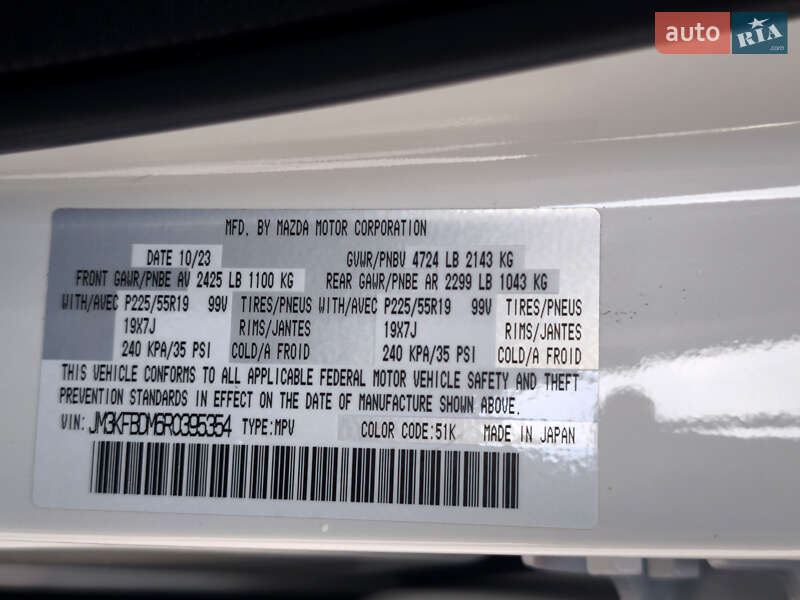 auto RIA.com
MFD. BY MAZDA MOTOR CORPORATION
DATE 10/23 GVWR/PNBV 4724 LB 2143 KG
FRONT GAWR/PNBE AV 2425 LB 1100 KG REAR GAWR/PNBE AR 2299 LB 1043 KG
WITH/AVEC P225/55R19 99V TIRES/PNEUS WITH/AVEC P225/55R19 99V TIRES/PNEUS
19X7J RIMS/JANTES 19X7J RIMS/JANTES
240 KPA/35 PSI COLD/A FROID 240 KPA/35 PSI COLD/A FROID
THIS VEHICLE CONFORMS TO ALL APPLICABLE FEDERAL MOTOR VEHICLE SAFETY AND THEFT
PREVENTION STANDARDS IN EFFECT ON THE DATE OF MANUFACTURE SHOWN ABOVE.
VIN: JM3KFBDM6R0395354 TYPE:MPV COLOR CODE:51K MADE IN JAPAN